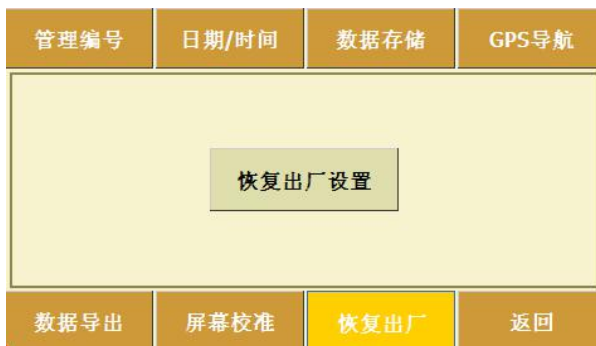 管理编号 日期/时间 数据存储 GPS导航
恢复出厂设置
数据导出 屏幕校准 恢复出厂 返回